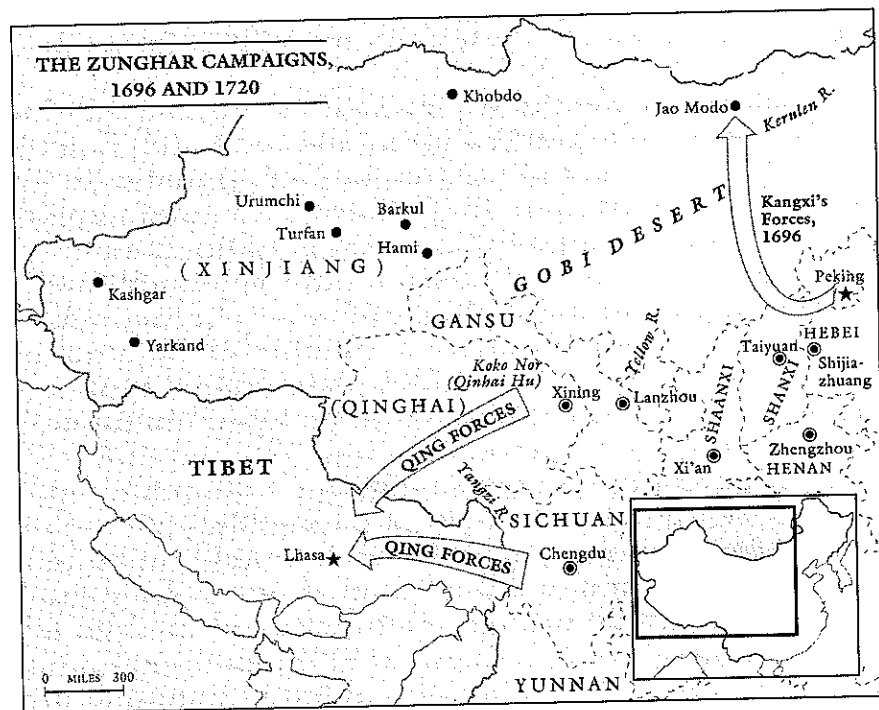 THE ZUNGHAR CAMPAIGNS,
1696 AND 1720
Khobdo
Jao Modo
Kerulen R.
Urumchi
Barkul
Turfan
Hami
(XINJIANG)
GOBI DESERT
Kangxi's
Forces,
1696
Peking
Kashgar
Yarkand
GANSU
Yellow R.
Koko Nor
(Qinhai Hu)
(QINGHAI)
Xining
Lanzhou
SHAANXI
SHANXI
Taiyuan
HEBEI
Shijia-
zhuang
Zhengzhou
HENAN
Xi'an
TIBET
QING FORCES
Yangzi R.
SICHUAN
Lhasa
QING FORCES
Chengdu
0 MILES 300
YUNNAN